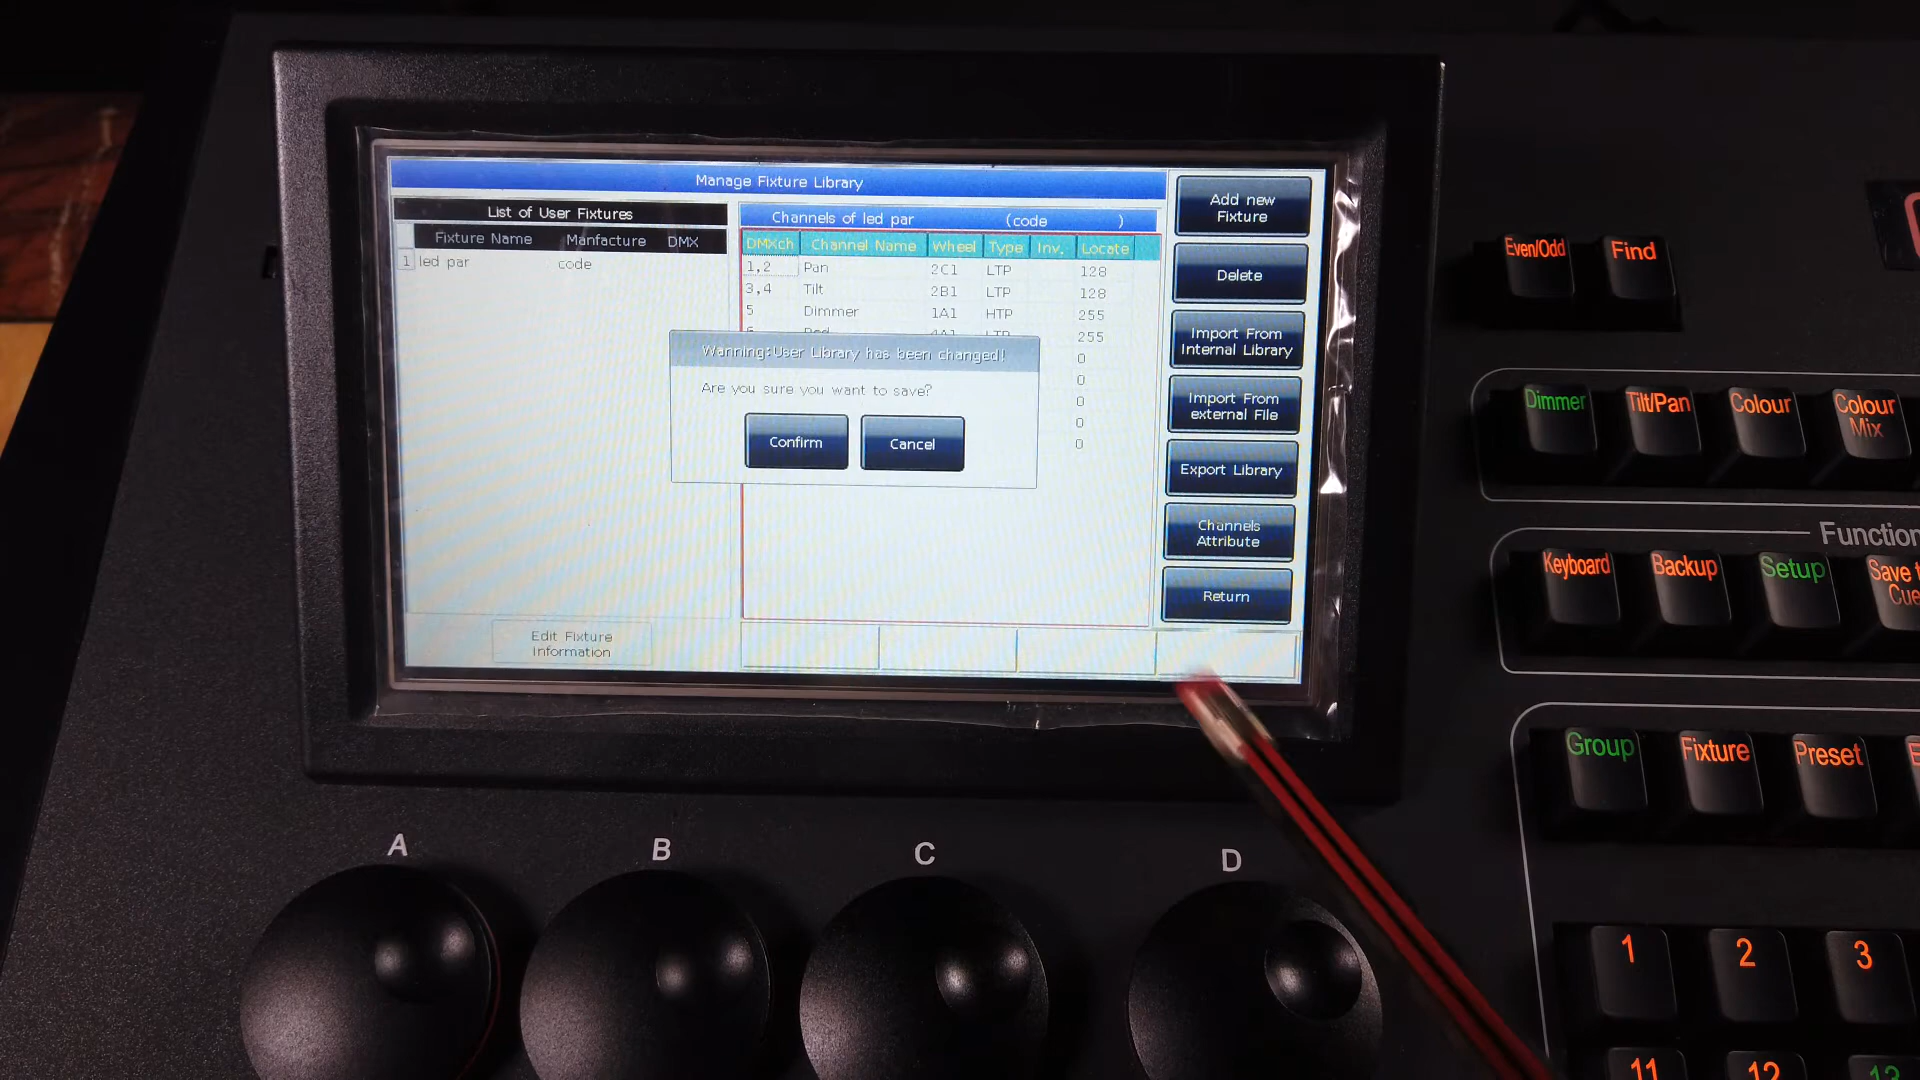 Manage Fixture Library
List of User Fixtures
Fixture Name Manfacture DMX
1 led par code
Channels of led par (code )
DMXch Channel Name Wheel Type Inv. Locate
1,2 Pan 2C1 LTP 128
3,4 Tilt 2B1 LTP 128
5 Dimmer 1A1 HTP 255
255
0
0
0
0
0
Wanning:User Library has been changed!
Are you sure you want to save?
Confirm
Cancel
Add new
Fixture
Delete
Import From
Internal Library
Import From
external File
Export Library
Channels
Attribute
Return
Edit Fixture
Information
A
B
C
D
Even/Odd
Find
Dimmer
Tilt/Pan
Colour
Colour
Mix
Function
Keyboard
Backup
Setup
Save t
Cue
Group
Fixture
Preset
E
1
2
3
11
12
13